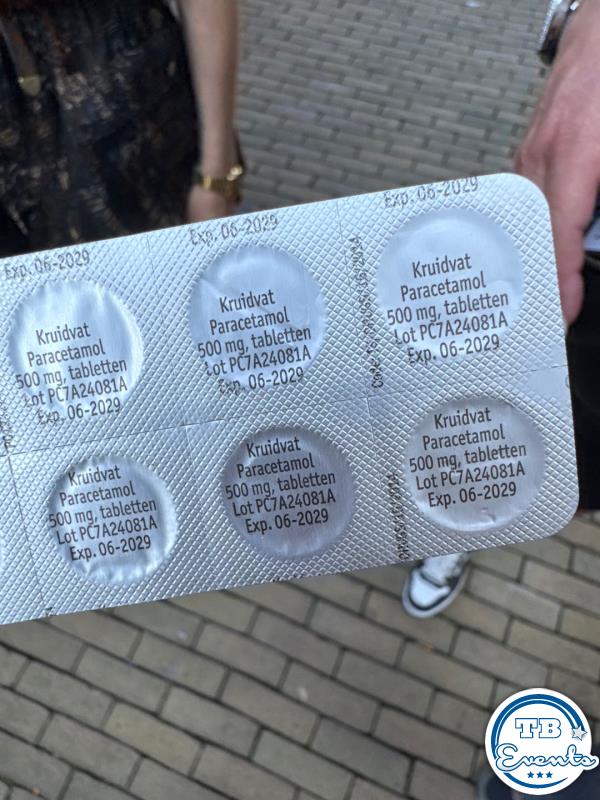 Exp. 06-2029
Exp. 06-2029
Exp. 06-2029
Kruidvat
Paracetamol
500 mg, tabletten
Lot PC7A24081A
Exp. 06-2029
Kruidvat
Paracetamol
500 mg, tabletten
Lot PC7A24081A
Exp. 06-2029
Kruidvat
Paracetamol
500 mg, tabletten
Lot PC7A24081A
Exp. 06-2029
Kruidvat
Paracetamol
500 mg, tabletten
Lot PC7A24081A
Exp. 06-2029
Kruidvat
Paracetamol
500 mg, tabletten
Lot PC7A24081A
Exp. 06-2029
Kruidvat
Paracetamol
500 mg, tabletten
Lot PC7A24081A
Exp. 06-2029
TB
Events